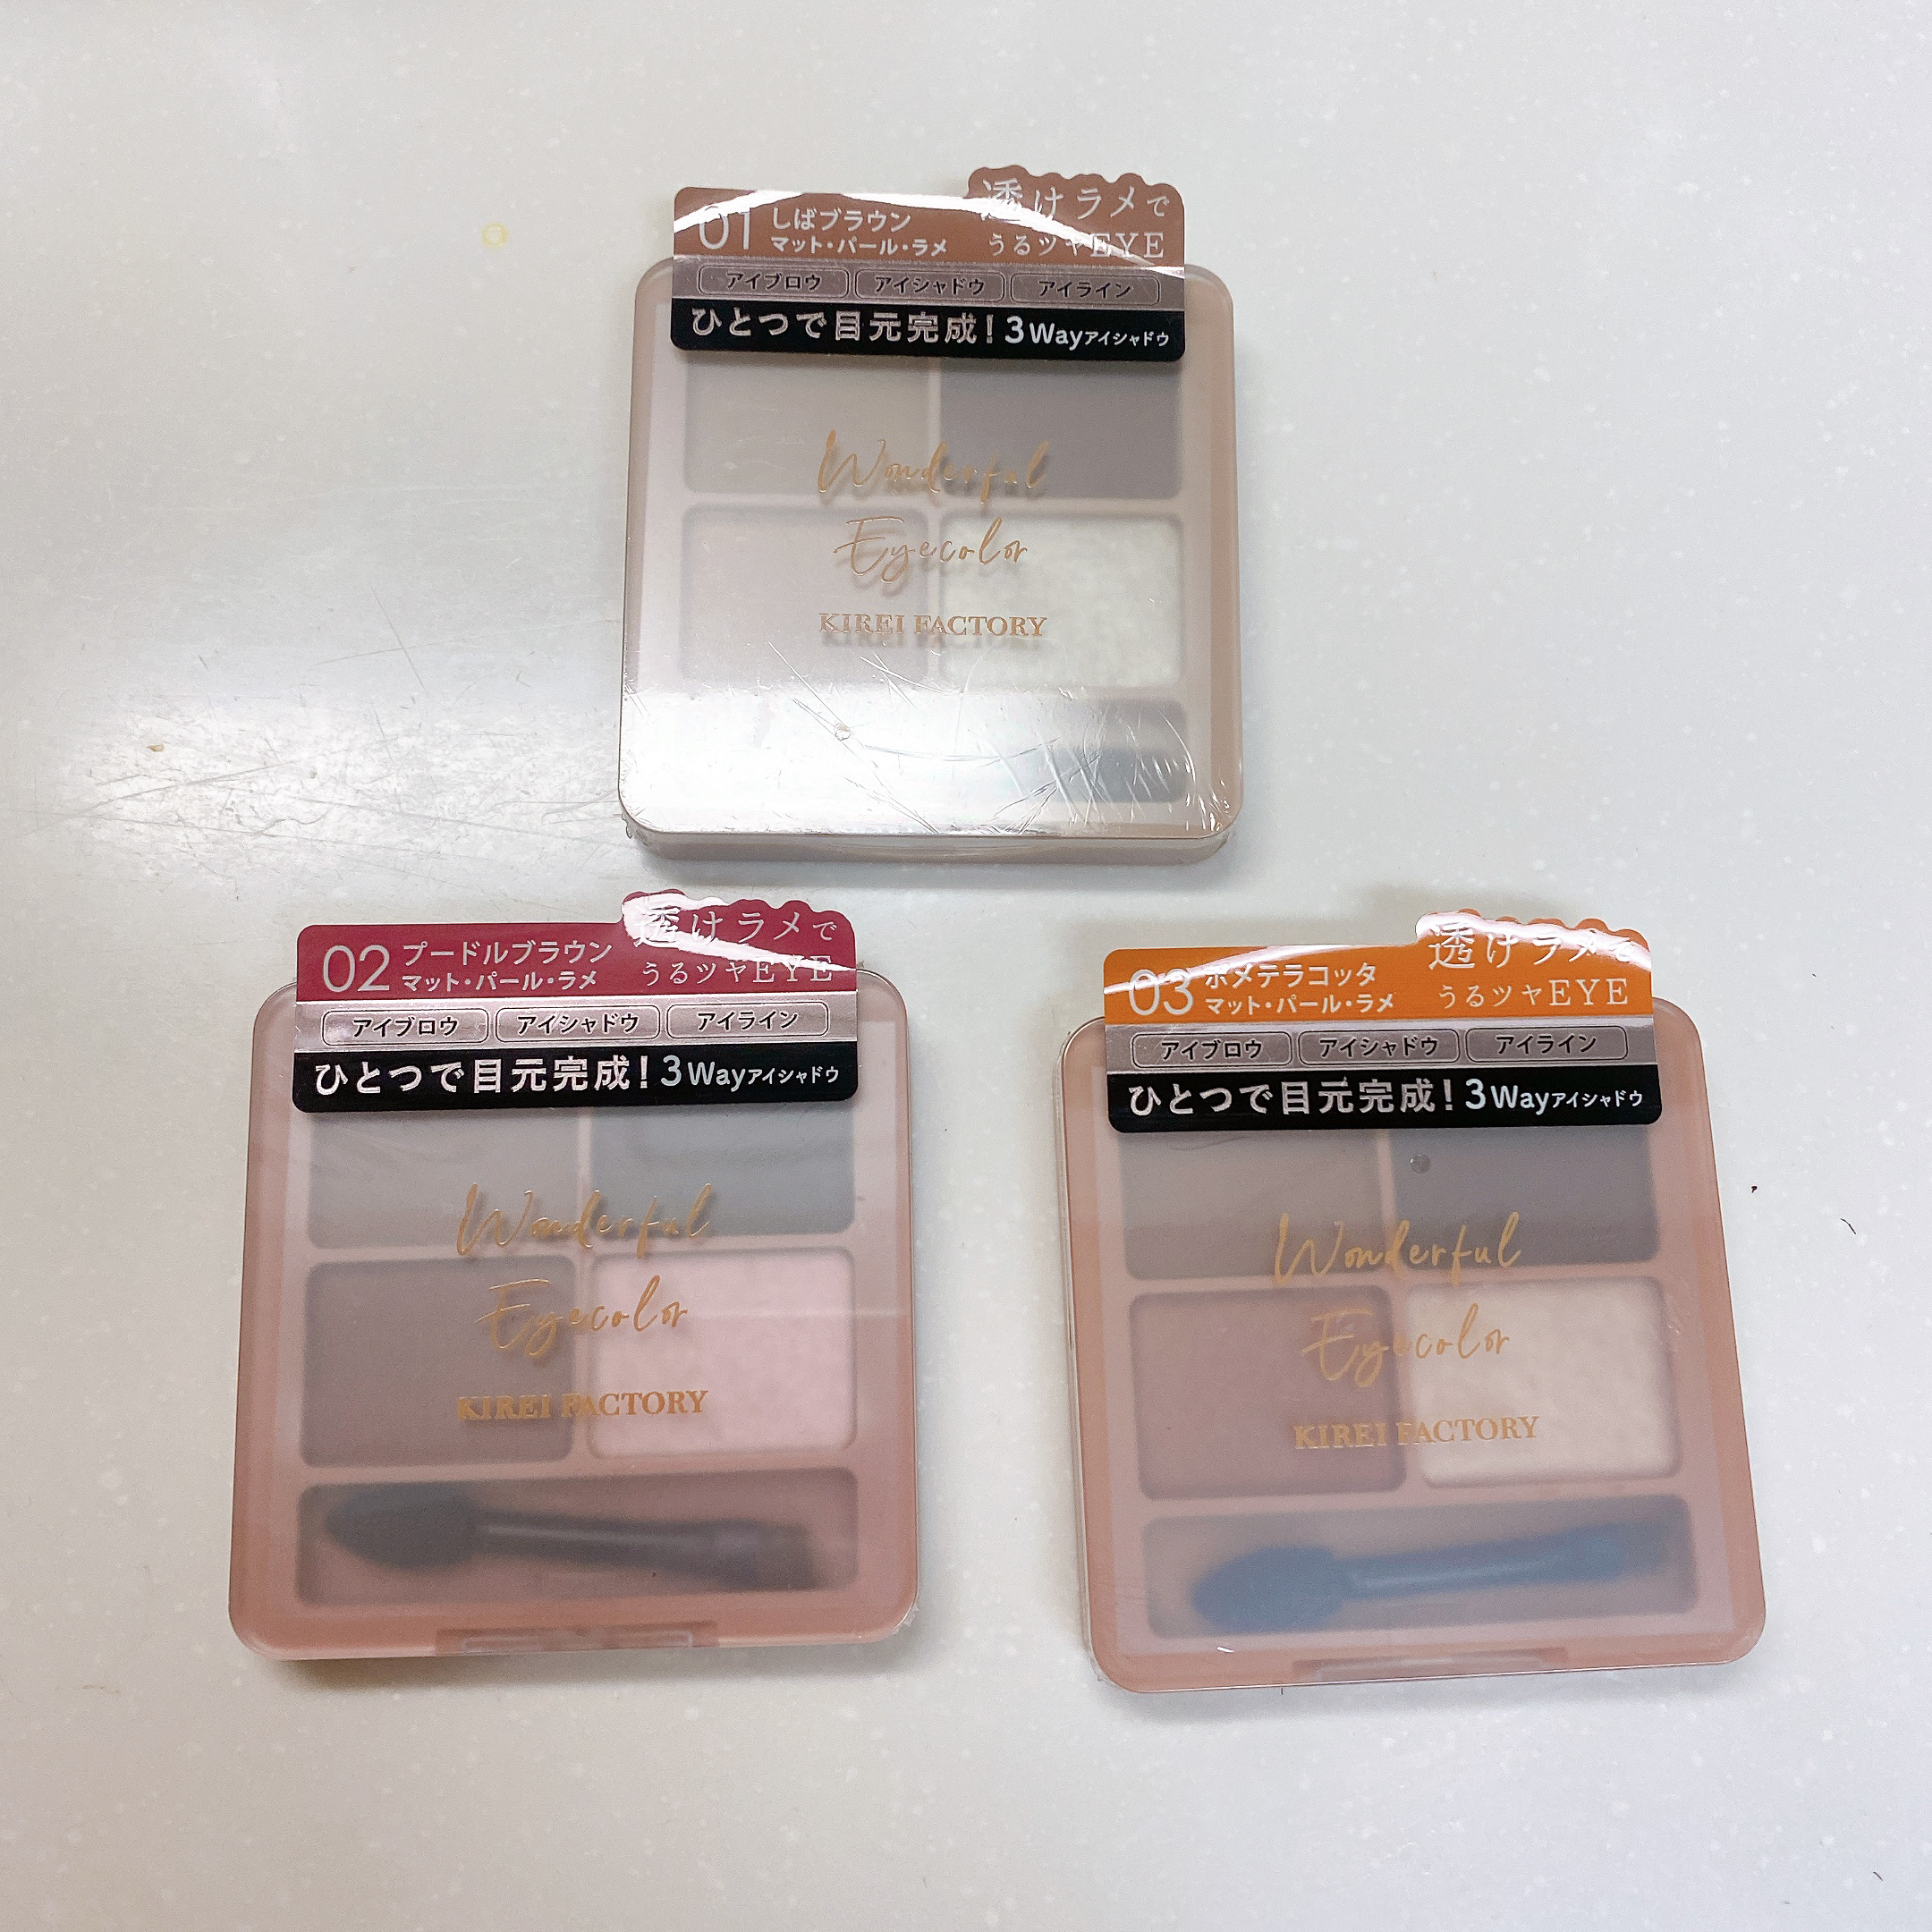 01 しばブラウン
マット・パール・ラメ
透けラメで
うるツヤEYE
アイブロウ アイシャドウ アイライン
ひとつで目元完成! 3Wayアイシャドウ
Wonderful
Eyecolor
KIREI FACTORY
02 プードルブラウン
マット・パール・ラメ
透けラメで
うるツヤEYE
アイブロウ アイシャドウ アイライン
ひとつで目元完成! 3Wayアイシャドウ
Wonderful
Eyecolor
KIREI FACTORY
03 ポメテラコッタ
マット・パール・ラメ
透けラメで
うるツヤEYE
アイブロウ アイシャドウ アイライン
ひとつで目元完成! 3Wayアイシャドウ
Wonderful
Eyecolor
KIREI FACTORY